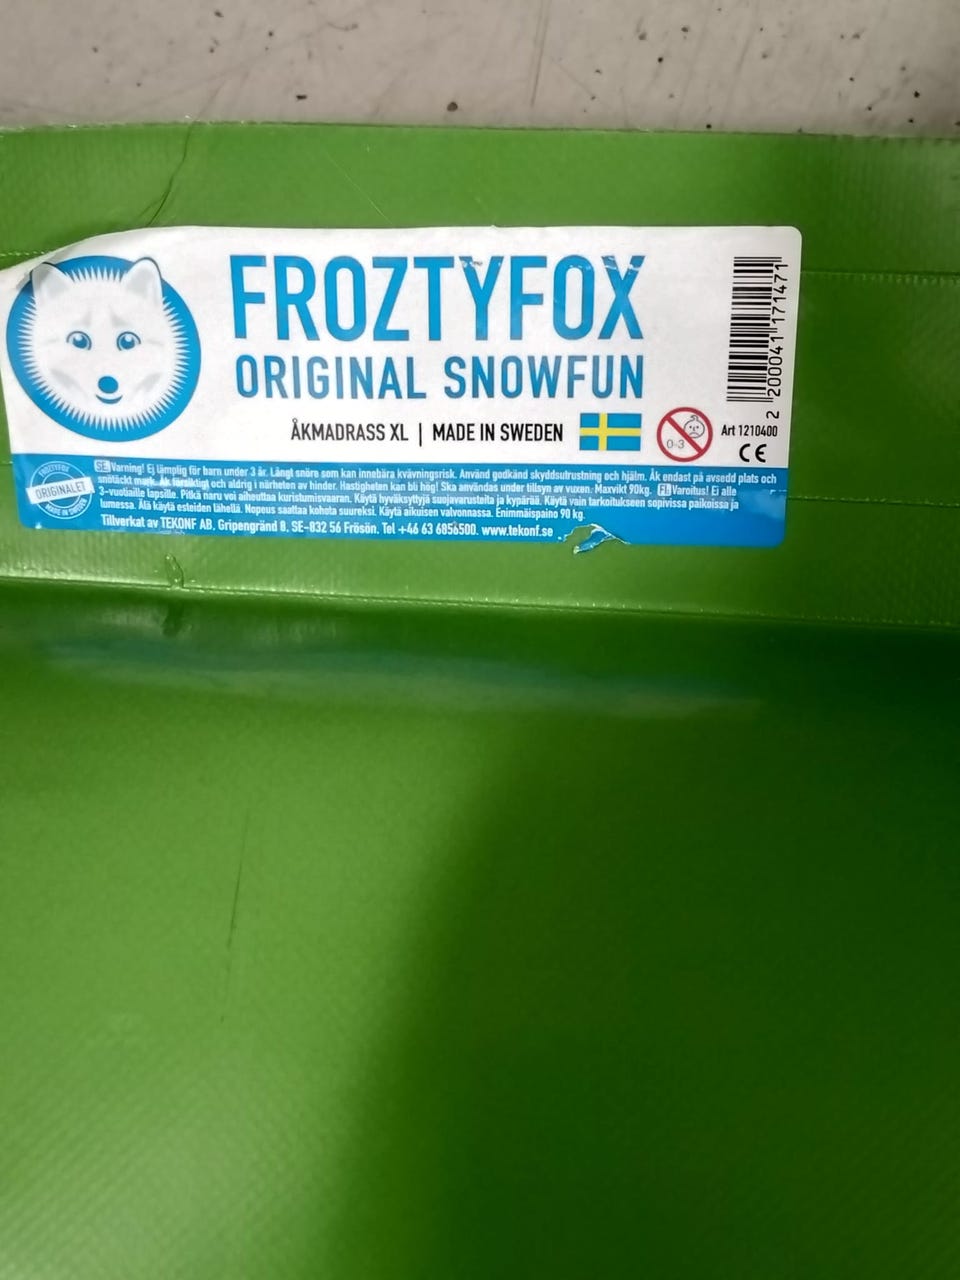 FROZTYFOX
ORIGINAL SNOWFUN
ÅKMADRASS XL | MADE IN SWEDEN
0-3
2 200041 171471
Art 1210400
CE
FROZTYFOX
ORIGINALET
MADE IN SWEDEN
SE Varning! Ej lämplig för barn under 3 år. Långt snöre som kan innebära kvävningsrisk. Använd godkänd skyddsutrustning och hjälm. Åk endast på avsedd plats och
snötäckt mark. Åk försiktigt och aldrig i närheten av hinder. Hastigheten kan bli hög! Ska användas under tillsyn av vuxen. Maxvikt 90kg. FI Varoitus! Ei alle
3-vuotiaille lapsille. Pitkä naru voi aiheuttaa kuristumisvaaran. Käytä hyväksyttyjä suojavarusteita ja kypärää. Käytä vain tarkoitukseen sopivissa paikoissa ja
lumessa. Älä käytä esteiden lähellä. Nopeus saattaa kohota suureksi. Käytä aikuisen valvonnassa. Enimmäispaino 90 kg.
Tillverkat av TEKONF AB, Gripengränd 8, SE-832 56 Frösön. Tel +46 63 6856500. www.tekonf.se